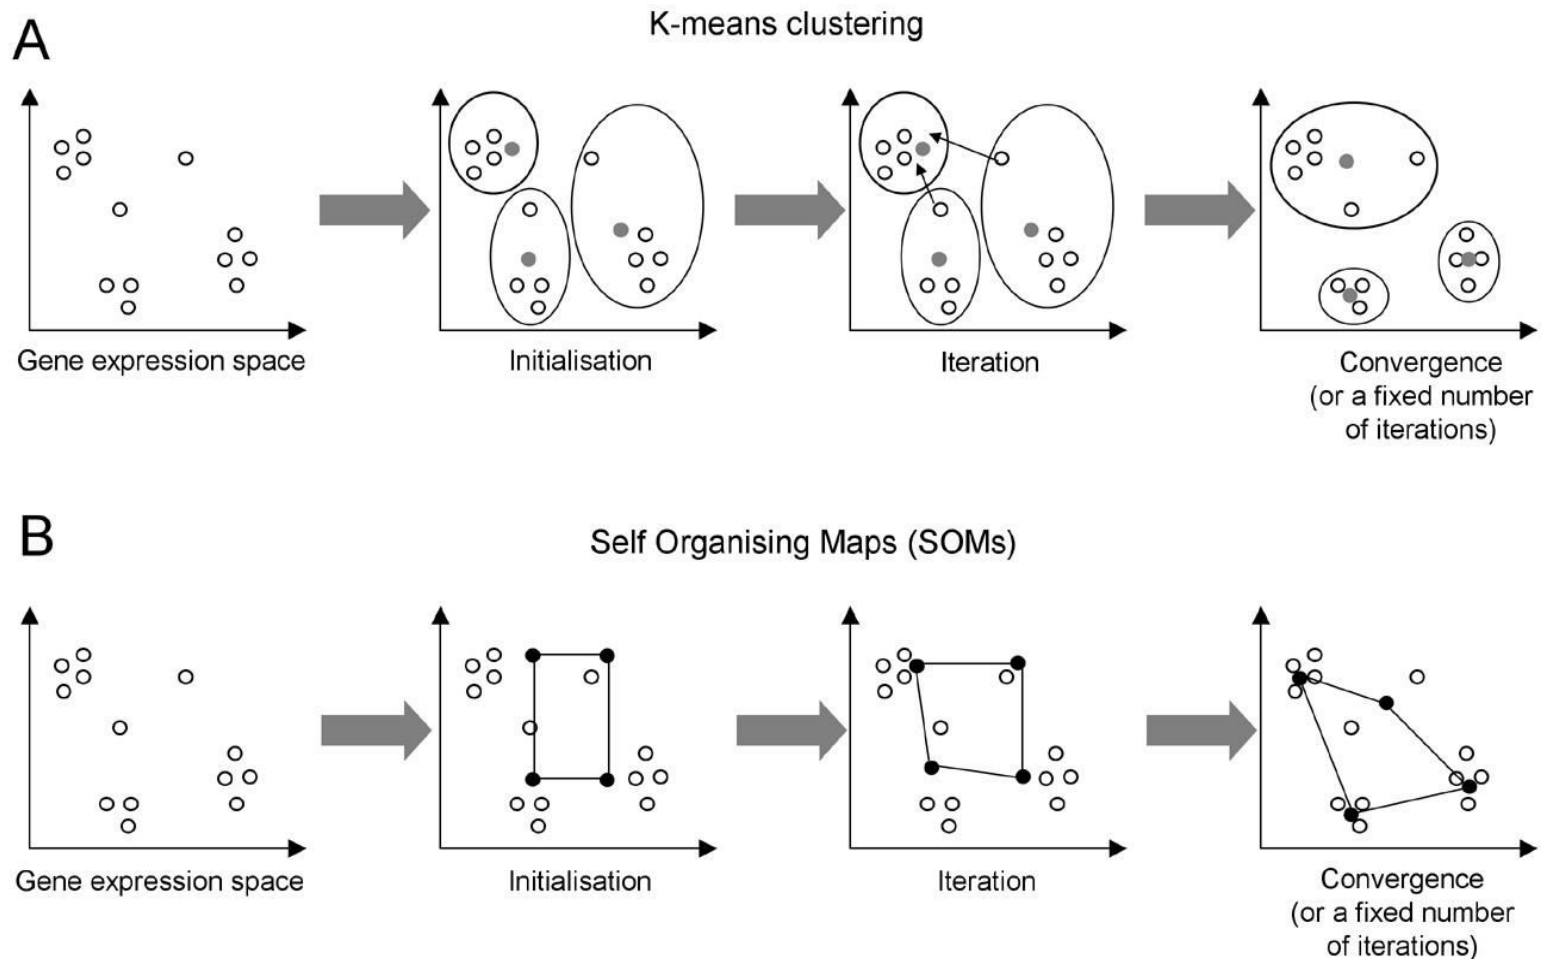 A
K-means clustering
Gene expression space
Initialisation
Iteration
Convergence
(or a fixed number
of iterations)
B
Self Organising Maps (SOMs)
Gene expression space
Initialisation
Iteration
Convergence
(or a fixed number
of iterations)